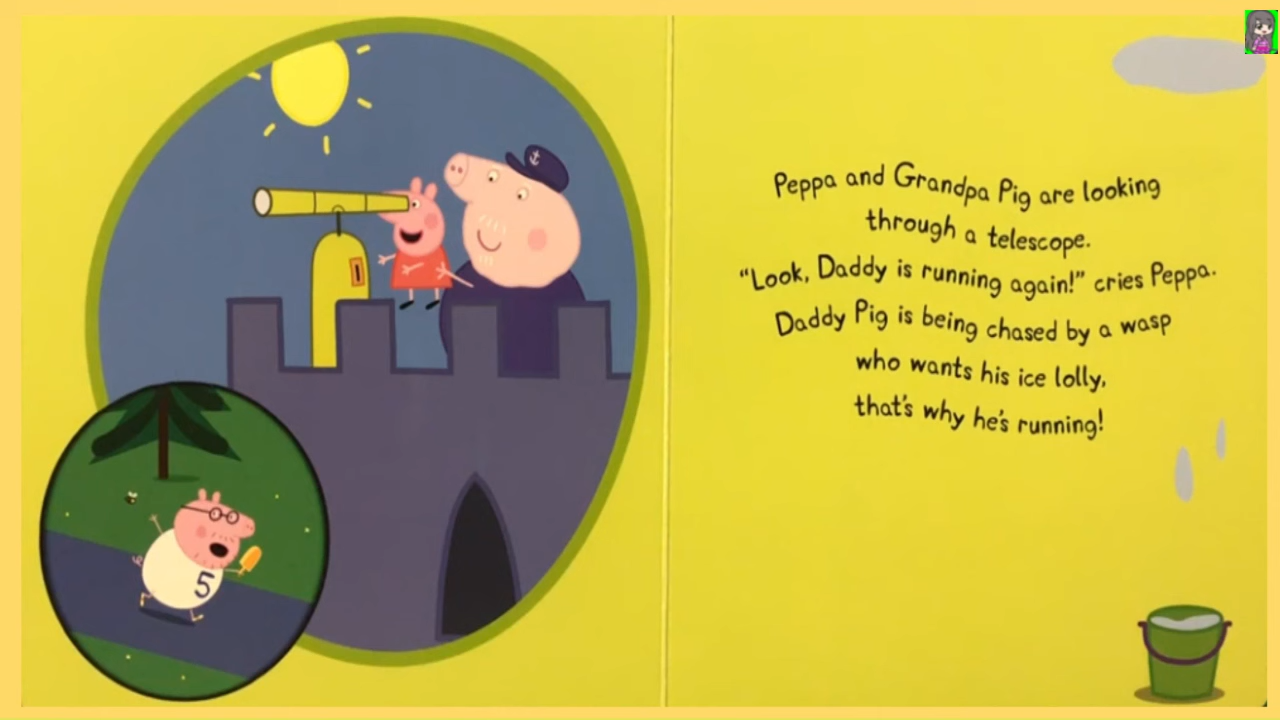 Peppa and Grandpa Pig are looking
through a telescope.
“Look, Daddy is running again!” cries Peppa.
Daddy Pig is being chased by a wasp
who wants his ice lolly,
that's why he's running!
5